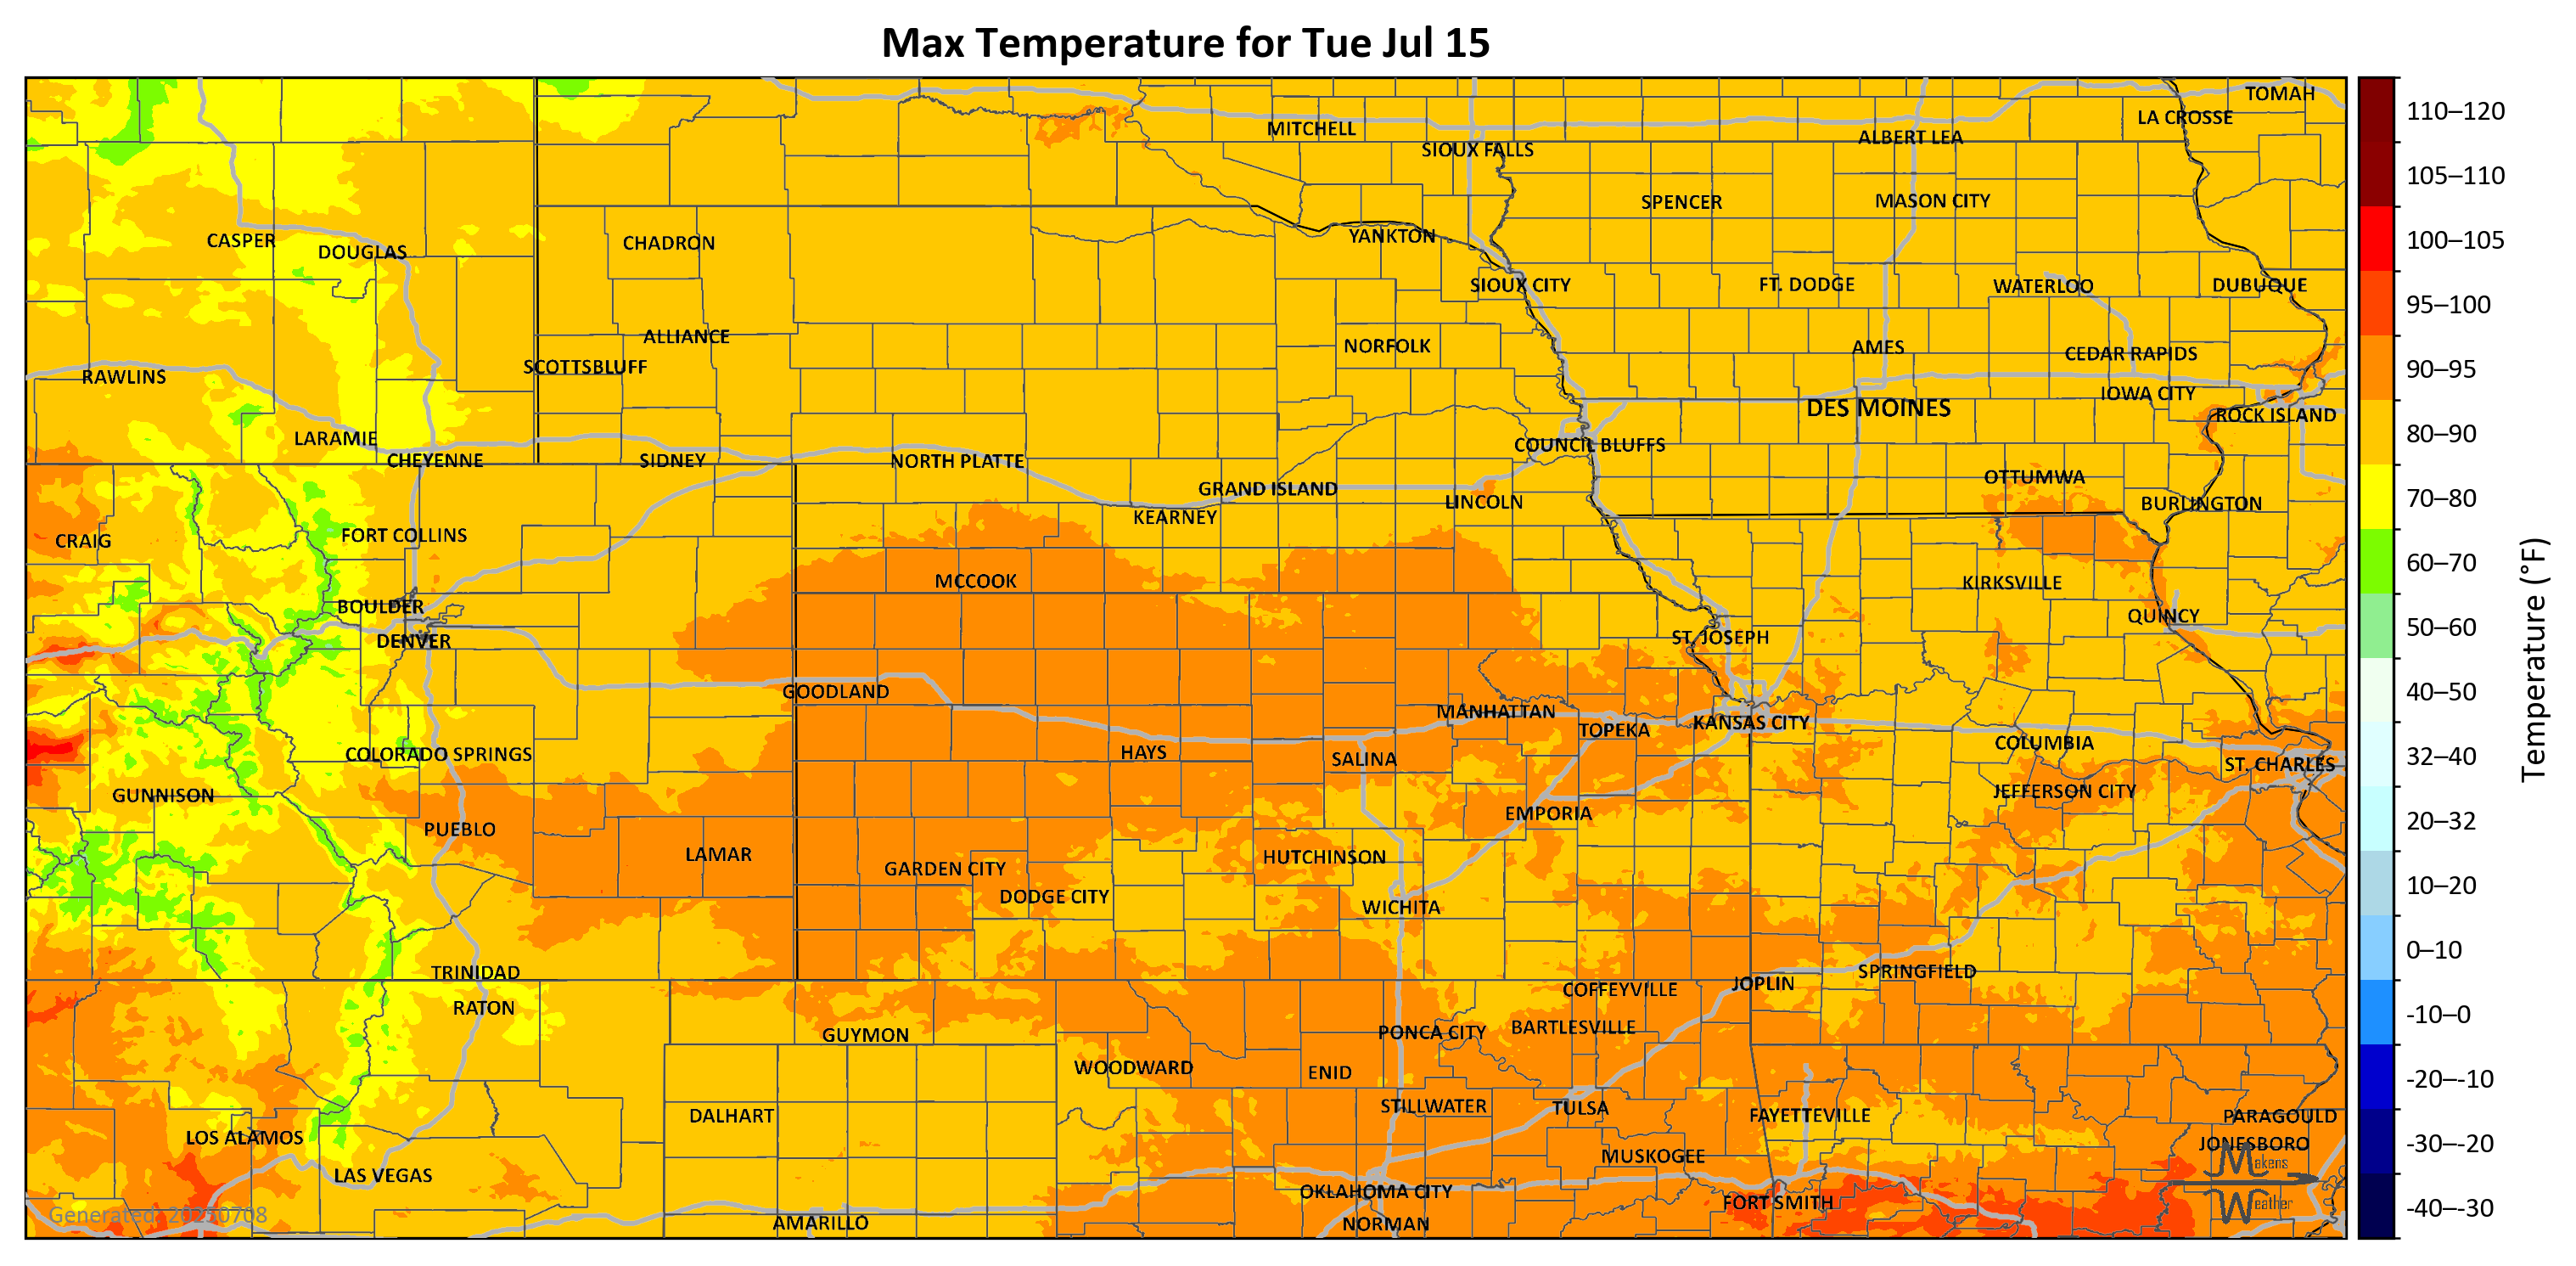 Max Temperature for Tue Jul 15
TOMAH
LA CROSSE
MITCHELL
ALBERT LEA
SIOUX FALLS
SPENCER
MASON CITY
CASPER
DOUGLAS
CHADRON
YANKTON
SIOUX CITY
FT. DODGE
WATERLOO
DUBUQUE
ALLIANCE
NORFOLK
AMES
CEDAR RAPIDS
SCOTTSBLUFF
RAWLINS
IOWA CITY
DES MOINES
ROCK ISLAND
LARAMIE
COUNCIL BLUFFS
CHEYENNE
SIDNEY
NORTH PLATTE
OTTUMWA
GRAND ISLAND
LINCOLN
BURLINGTON
KEARNEY
FORT COLLINS
CRAIG
MCCOOK
KIRKSVILLE
BOULDER
QUINCY
DENVER
ST. JOSEPH
GOODLAND
MANHATTAN
TOPEKA
KANSAS CITY
COLUMBIA
COLORADO SPRINGS
HAYS
SALINA
ST. CHARLES
GUNNISON
JEFFERSON CITY
EMPORIA
PUEBLO
LAMAR
HUTCHINSON
GARDEN CITY
DODGE CITY
WICHITA
TRINIDAD
SPRINGFIELD
JOPLIN
COFFEYVILLE
RATON
GUYMON
PONCA CITY
BARTLESVILLE
WOODWARD
ENID
STILLWATER
TULSA
DALHART
FAYETTEVILLE
PARAGOULD
LOS ALAMOS
JONESBORO
MUSKOGEE
LAS VEGAS
OKLAHOMA CITY
FORT SMITH
AMARILLO
NORMAN
Generated: 20250708
Makens
Weather
110–120
105–110
100–105
95–100
90–95
80–90
70–80
60–70
50–60
40–50
32–40
20–32
10–20
0–10
-10–0
-20–-10
-30–-20
-40–-30
Temperature (°F)